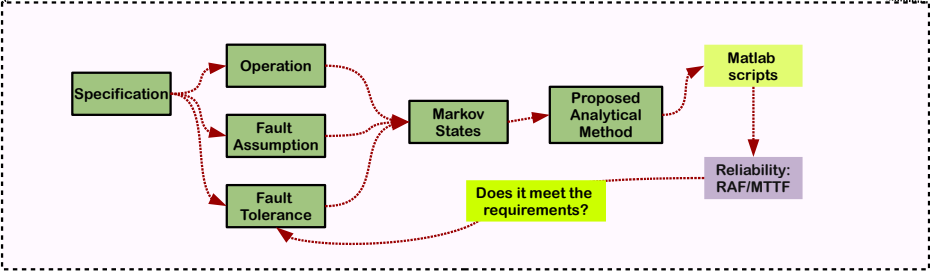 Specification
Operation
Fault
Assumption
Fault
Tolerance
Markov
States
Proposed
Analytical
Method
Matlab
scripts
Reliability:
RAF/MTTF
Does it meet the
requirements?